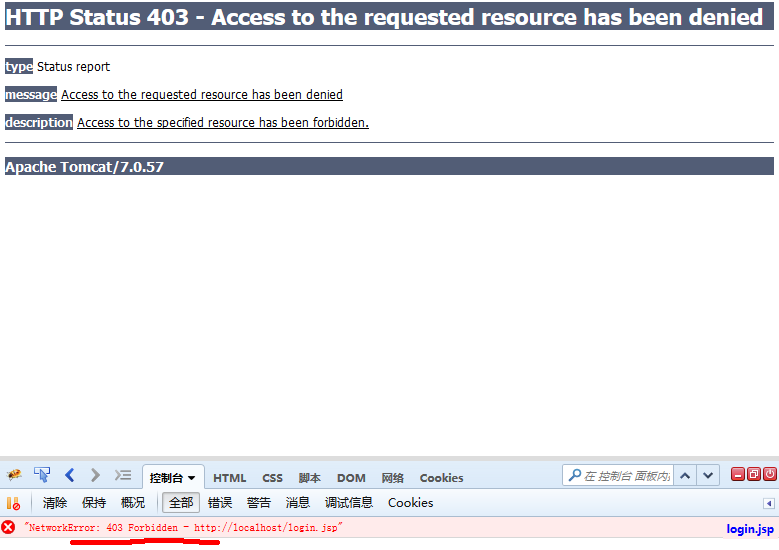 HTTP Status 403 - Access to the requested resource has been denied
type Status report
message Access to the requested resource has been denied
description Access to the specified resource has been forbidden.
Apache Tomcat/7.0.57
控制台 HTML CSS 脚本 DOM 网络 Cookies 在 控制台 面板内
清除 保持 概况 全部 错误 警告 消息 调试信息 Cookies
"NetworkError: 403 Forbidden - http://localhost/login.jsp" login.jsp